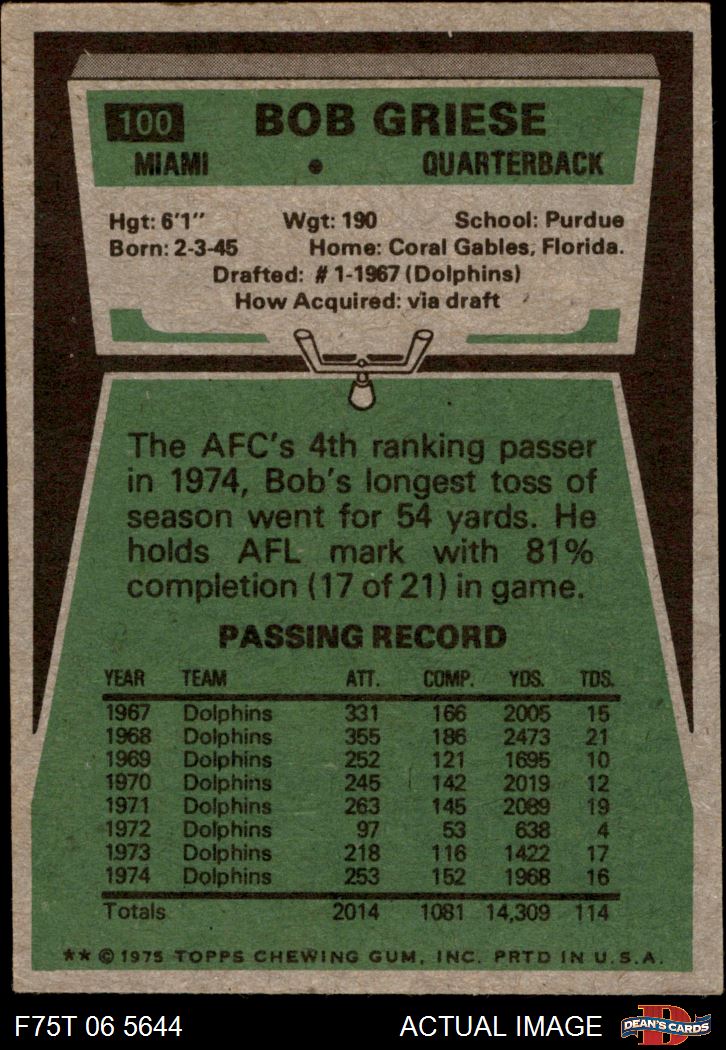 100 BOB GRIESE
MIAMI • QUARTERBACK
Hgt: 6'1" Wgt: 190 School: Purdue
Born: 2-3-45 Home: Coral Gables, Florida.
Drafted: #1-1967 (Dolphins)
How Acquired: via draft
The AFC's 4th ranking passer
in 1974, Bob's longest toss of
season went for 54 yards. He
holds AFL mark with 81%
completion (17 of 21) in game.
PASSING RECORD
YEAR TEAM ATT. COMP. YDS. TDS.
1967 Dolphins 331 166 2005 15
1968 Dolphins 355 186 2473 21
1969 Dolphins 252 121 1695 10
1970 Dolphins 245 142 2019 12
1971 Dolphins 263 145 2089 19
1972 Dolphins 97 53 638 4
1973 Dolphins 218 116 1422 17
1974 Dolphins 253 152 1968 16
Totals 2014 1081 14,309 114
** © 1975 TOPPS CHEWING GUM, INC. PRTD IN U.S.A.
F75T 06 5644 ACTUAL IMAGE D DEAN'S CARDS